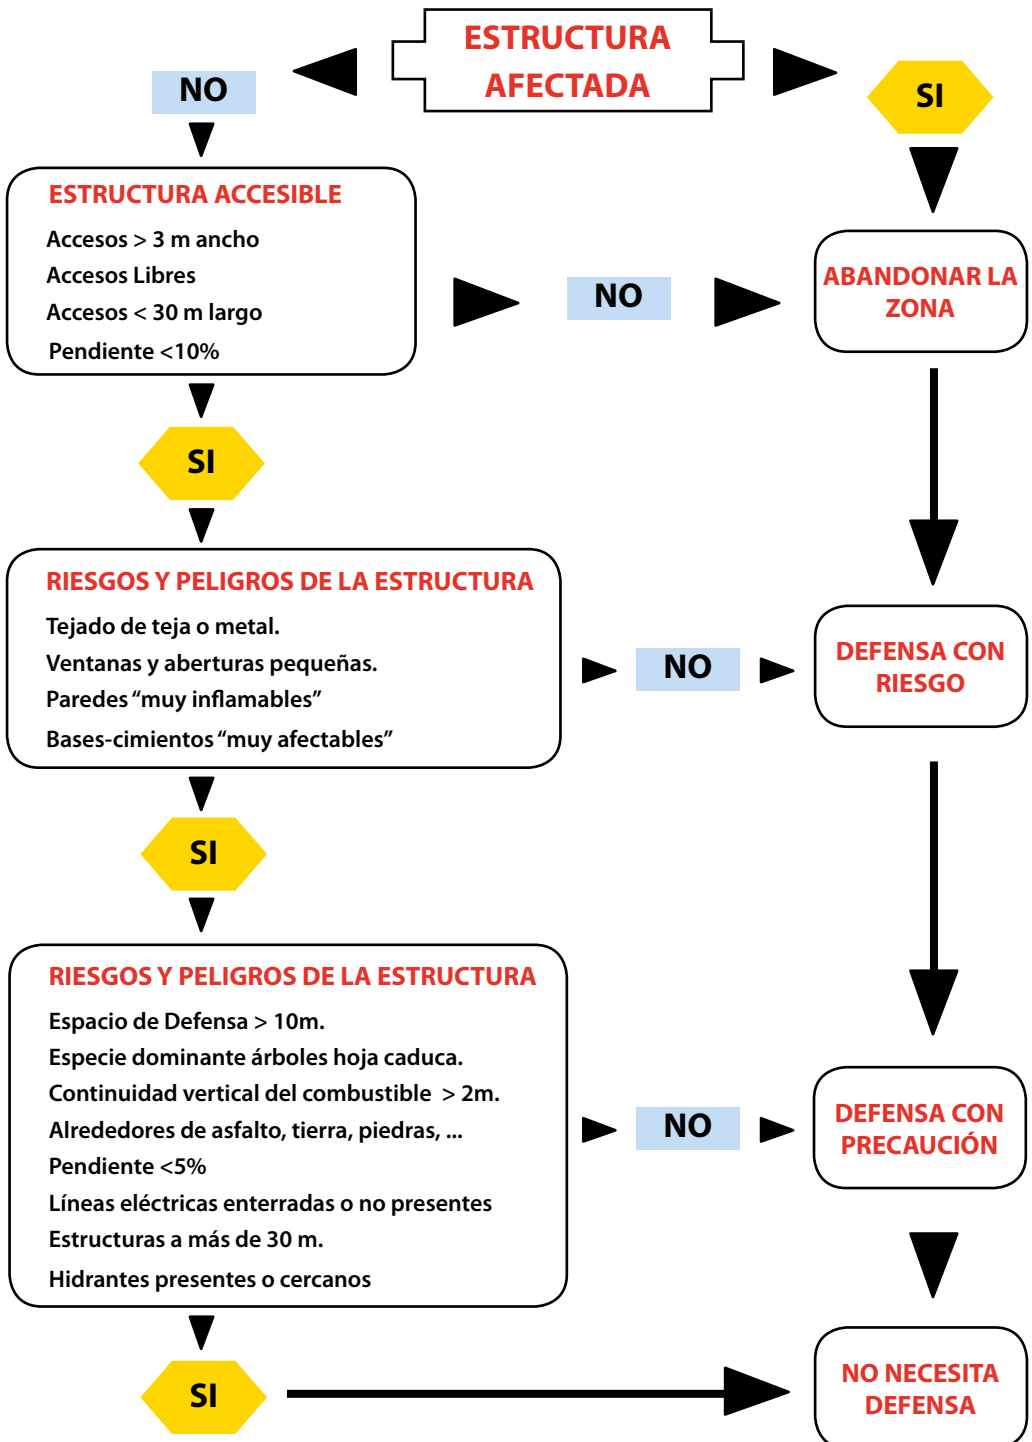 ESTRUCTURA
AFECTADA
NO
SI
ESTRUCTURA ACCESIBLE
Accesos > 3 m ancho
Accesos Libres
Accesos < 30 m largo
Pendiente <10%
NO
ABANDONAR LA
ZONA
SI
RIESGOS Y PELIGROS DE LA ESTRUCTURA
Tejado de teja o metal.
Ventanas y aberturas pequeñas.
Paredes “muy inflamables”
Bases-cimientos “muy afectables”
NO
DEFENSA CON
RIESGO
SI
RIESGOS Y PELIGROS DE LA ESTRUCTURA
Espacio de Defensa > 10m.
Especie dominante árboles hoja caduca.
Continuidad vertical del combustible > 2m.
Alrededores de asfalto, tierra, piedras, ...
Pendiente <5%
Líneas eléctricas enterradas o no presentes
Estructuras a más de 30 m.
Hidrantes presentes o cercanos
NO
DEFENSA CON
PRECAUCIÓN
SI
NO NECESITA
DEFENSA